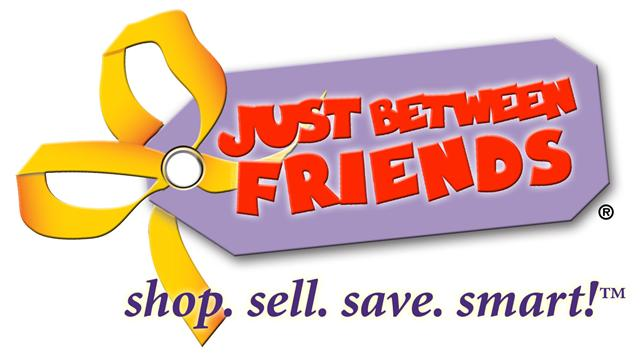 JUST BETWEEN
FRIENDS
®
shop. sell. save. smart!™